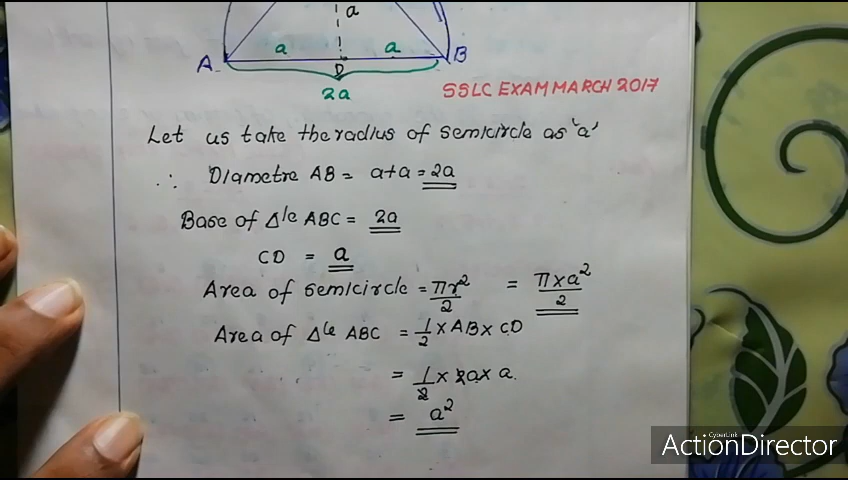 a
a a
A D B
2a
SSLC EXAM MARCH 2017
Let us take the radius of semicircle as 'a'
∴ Diametre AB = a+a = 2a
Base of Δle ABC = 2a
CD = a
Area of semicircle = πr²/2 = π×a²/2
Area of Δle ABC = 1/2 × AB × CD
= 1/2 × 2a × a.
= a²
CyberLink
ActionDirector